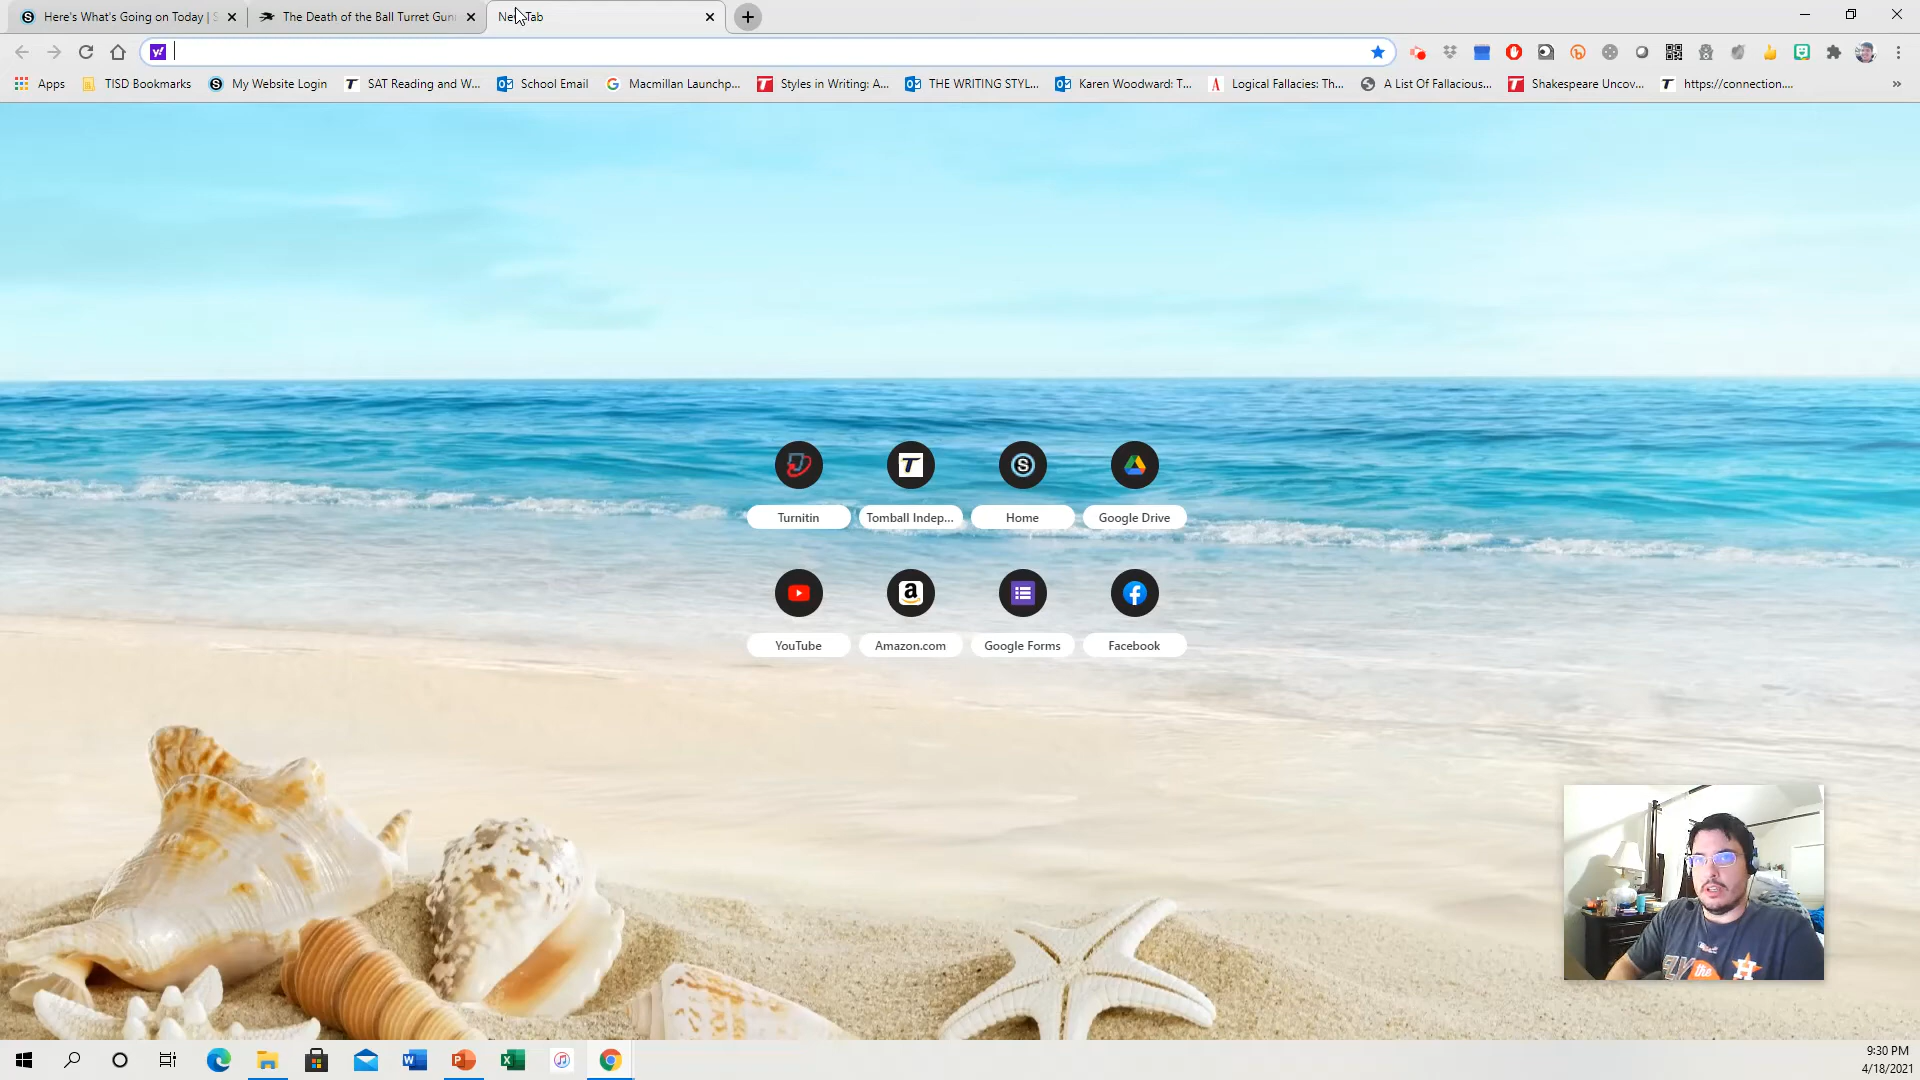 Here's What's Going on Today | S
The Death of the Ball Turret Gunn
New Tab
y!
Apps
TISD Bookmarks
My Website Login
SAT Reading and W...
School Email
Macmillan Launchp...
Styles in Writing: A...
THE WRITING STYL...
Karen Woodward: T...
Logical Fallacies: Th...
A List Of Fallacious...
Shakespeare Uncov...
https://connection....
»
Turnitin
Tomball Indep...
Home
Google Drive
YouTube
Amazon.com
Google Forms
Facebook
FLY the
H
9:30 PM
4/18/2021